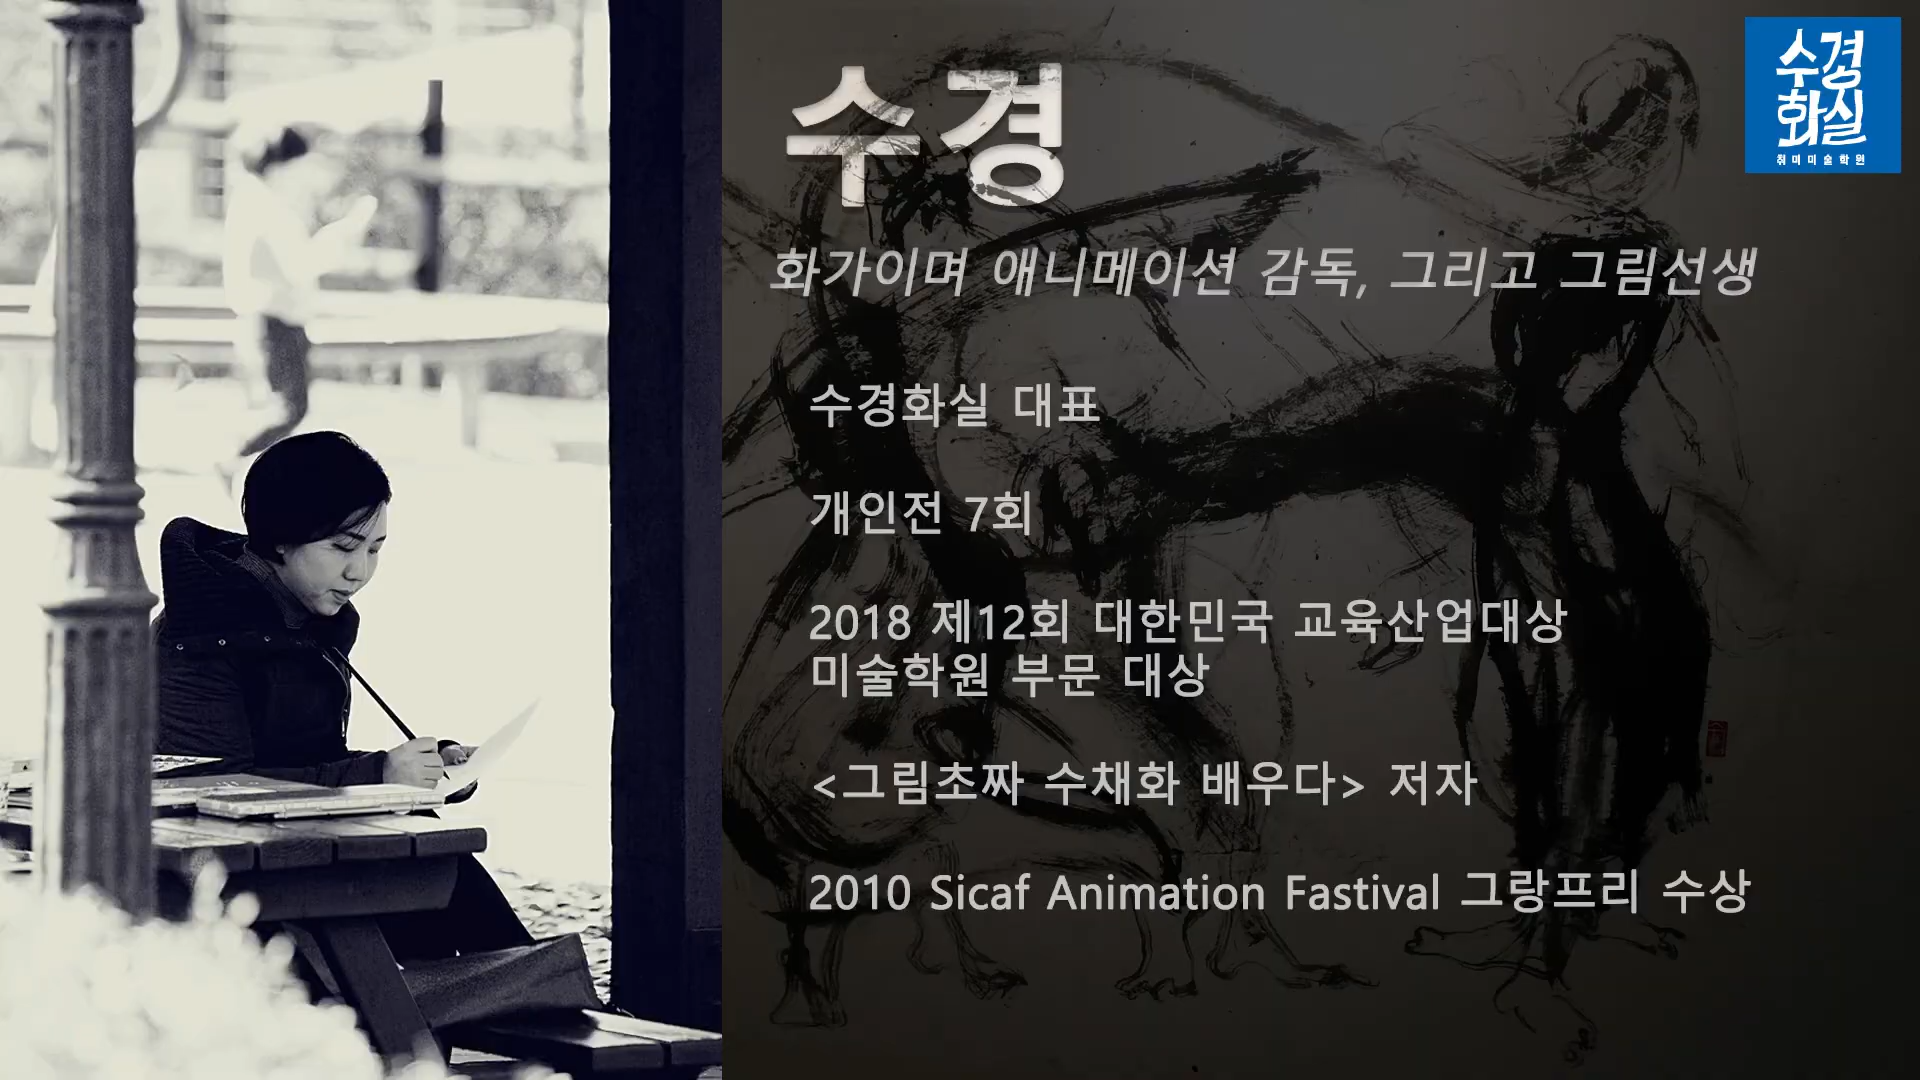 수경
화가이며 애니메이션 감독, 그리고 그림선생
수경화실 대표
개인전 7회
2018 제12회 대한민국 교육산업대상
미술학원 부문 대상
<그림초짜 수채화 배우다> 저자
2010 Sicaf Animation Fastival 그랑프리 수상
수경
화실
취미미술학원